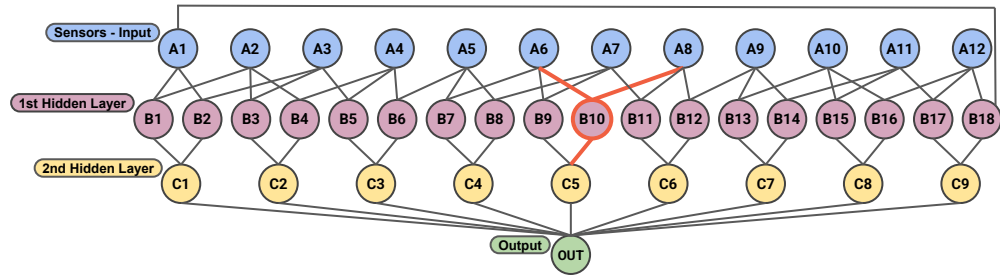 Sensors - Input
A1 A2 A3 A4 A5 A6 A7 A8 A9 A10 A11 A12
1st Hidden Layer
B1 B2 B3 B4 B5 B6 B7 B8 B9 B10 B11 B12 B13 B14 B15 B16 B17 B18
2nd Hidden Layer
C1 C2 C3 C4 C5 C6 C7 C8 C9
Output
OUT